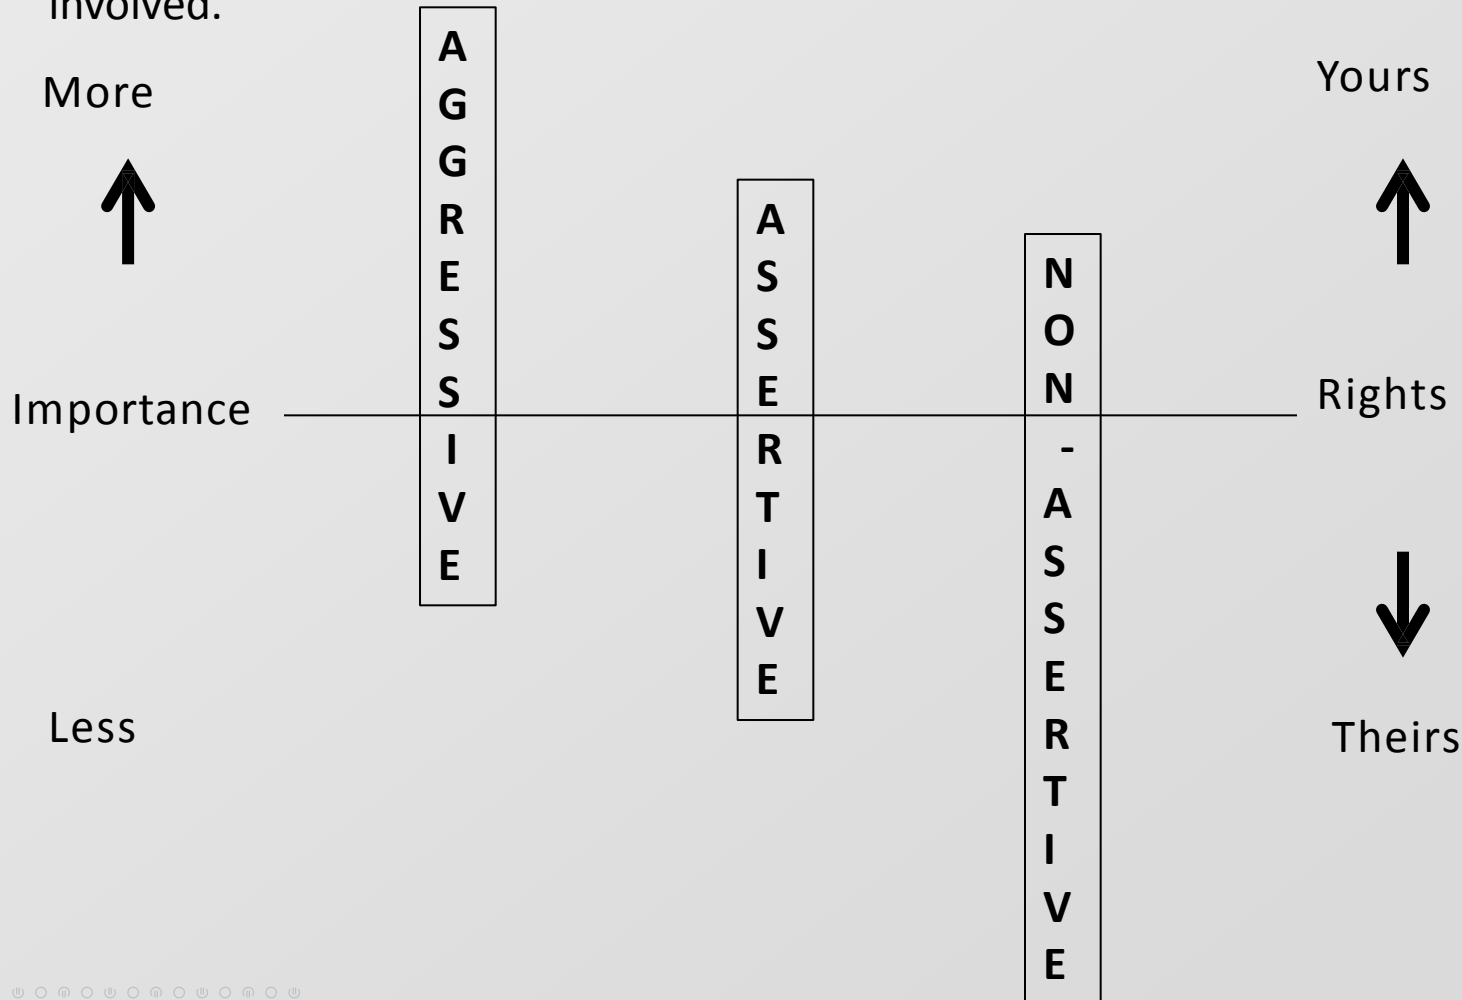 involved.
More
Yours
AGGRESSIVE
ASSERTIVE
NON-ASSERTIVE
Importance
Rights
Less
Theirs